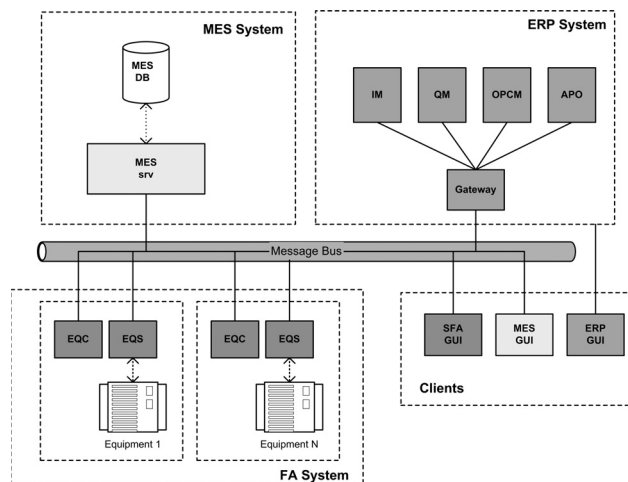 MES System
MES
DB
MES
srv
ERP System
IM
QM
OPCM
APO
Gateway
Message Bus
EQC
EQS
Equipment 1
EQC
EQS
Equipment N
FA System
SFA
GUI
MES
GUI
ERP
GUI
Clients